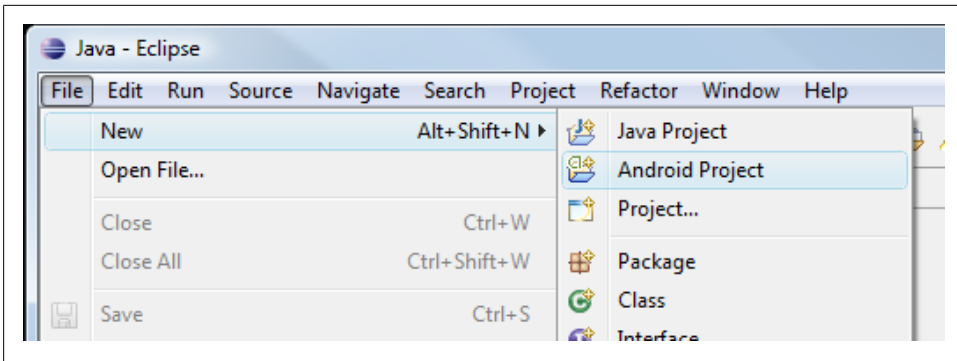 Java - Eclipse
File Edit Run Source Navigate Search Project Refactor Window Help
New Alt+Shift+N
Java Project
Open File...
Android Project
Project...
Close Ctrl+W
Close All Ctrl+Shift+W
Package
Class
Save Ctrl+S
Interface